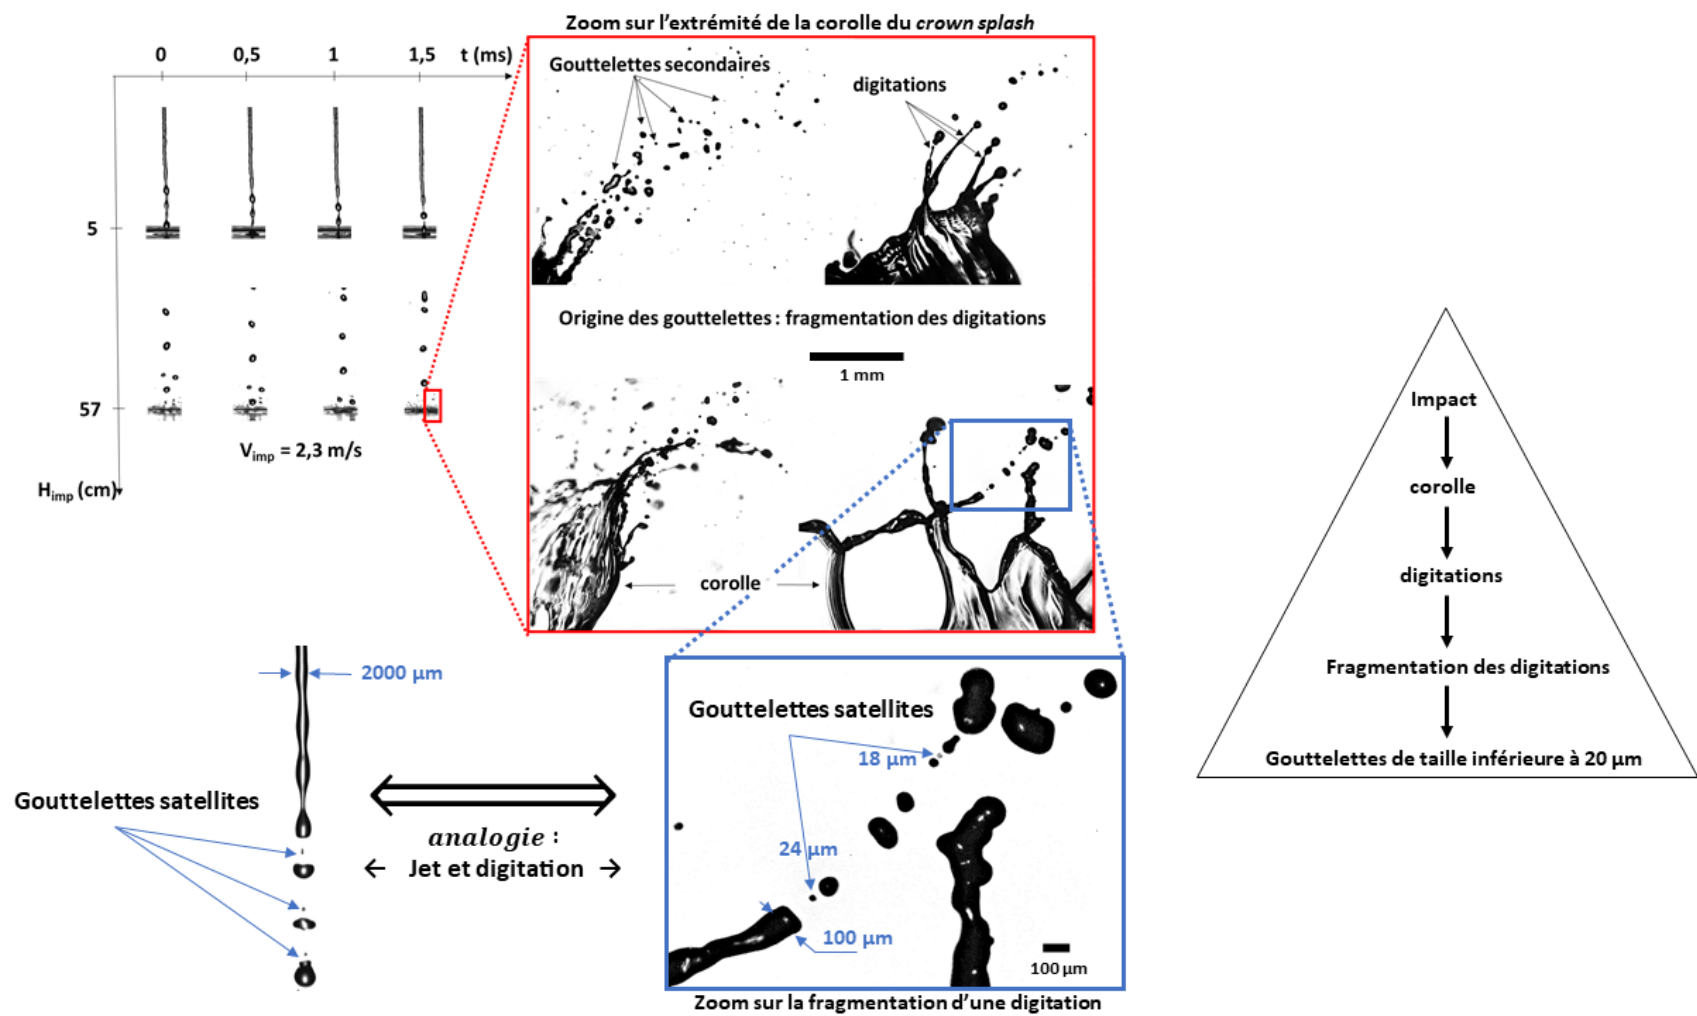 Zoom sur l’extrémité de la corolle du crown splash
0 0,5 1 1,5 t (ms)
5
57
V_imp = 2,3 m/s
H_imp (cm)
Gouttelettes secondaires
digitations
Origine des gouttelettes : fragmentation des digitations
1 mm
corolle
2000 µm
Gouttelettes satellites
analogie :
← Jet et digitation →
Gouttelettes satellites
18 µm
24 µm
100 µm
100 µm
Zoom sur la fragmentation d’une digitation
Impact
corolle
digitations
Fragmentation des digitations
Gouttelettes de taille inférieure à 20 µm